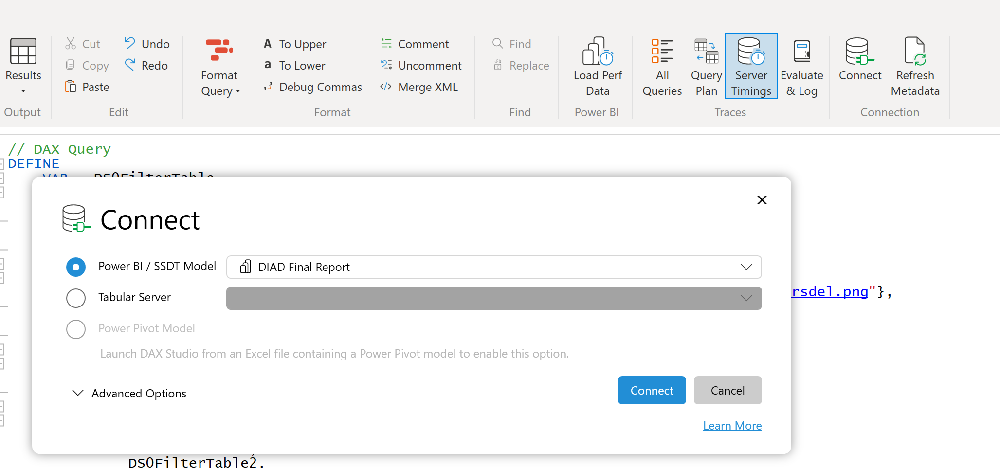 Results
Output
Cut
Copy
Paste
Undo
Redo
Edit
Format
Query
To Upper
To Lower
Debug Commas
Comment
Uncomment
Merge XML
Format
Find
Replace
Find
Load Perf
Data
Power BI
All
Queries
Query
Plan
Server
Timings
Evaluate
& Log
Traces
Connect
Refresh
Metadata
Connection
// DAX Query
DEFINE
VAR __DS0FilterTable
Connect
Power BI / SSDT Model
DIAD Final Report
Tabular Server
rsdel.png"},
Power Pivot Model
Launch DAX Studio from an Excel file containing a Power Pivot model to enable this option.
Advanced Options
Connect
Cancel
Learn More
__DS0FilterTable2,